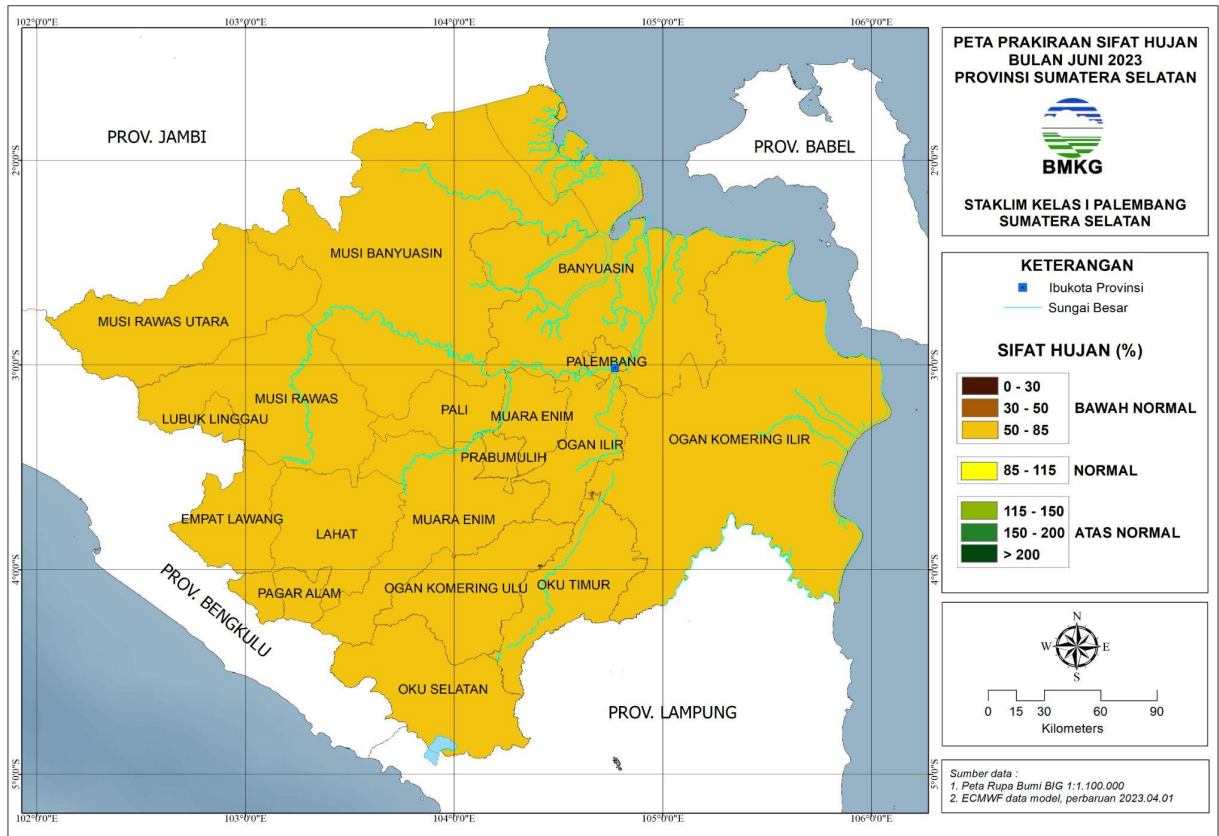 102°0'0"E
103°0'0"E
104°0'0"E
105°0'0"E
106°0'0"E
2°0'0"S
3°0'0"S
4°0'0"S
5°0'0"S
2°0'0"S
3°0'0"S
4°0'0"S
5°0'0"S
102°0'0"E
103°0'0"E
104°0'0"E
105°0'0"E
106°0'0"E
PROV. JAMBI
PROV. BABEL
MUSI BANYUASIN
BANYUASIN
MUSI RAWAS UTARA
PALEMBANG
MUSI RAWAS
PALI
LUBUK LINGGAU
MUARA ENIM
OGAN ILIR
OGAN KOMERING ILIR
PRABUMULIH
EMPAT LAWANG
LAHAT
MUARA ENIM
PAGAR ALAM
OGAN KOMERING ULU
OKU TIMUR
PROV. BENGKULU
OKU SELATAN
PROV. LAMPUNG
PETA PRAKIRAAN SIFAT HUJAN
BULAN JUNI 2023
PROVINSI SUMATERA SELATAN
BMKG
STAKLIM KELAS I PALEMBANG
SUMATERA SELATAN
KETERANGAN
Ibukota Provinsi
Sungai Besar
SIFAT HUJAN (%)
0 - 30
30 - 50
50 - 85
BAWAH NORMAL
85 - 115
NORMAL
115 - 150
150 - 200
> 200
ATAS NORMAL
N
W
E
S
0 15 30 60 90
Kilometers
Sumber data :
1. Peta Rupa Bumi BIG 1:1.100.000
2. ECMWF data model, perbaruan 2023.04.01